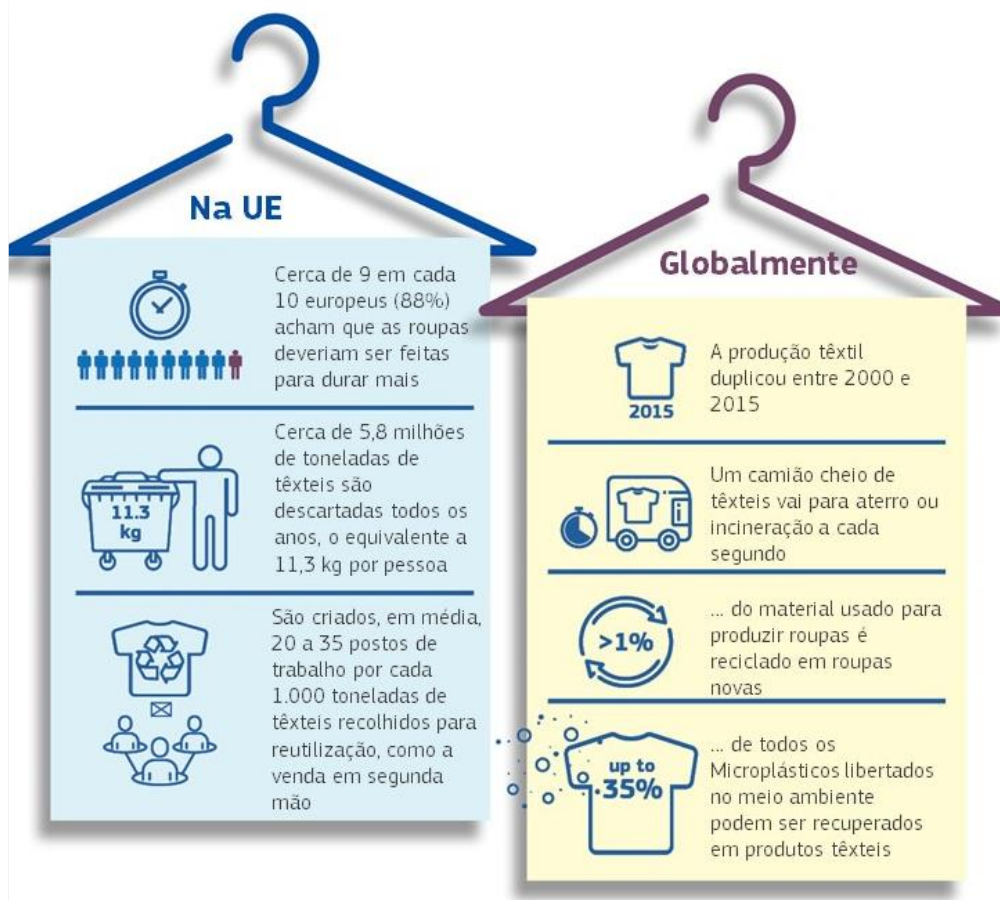 Na UE
Cerca de 9 em cada
10 europeus (88%)
acham que as roupas
deveriam ser feitas
para durar mais
11.3
kg
Cerca de 5,8 milhões
de toneladas de
têxteis são
descartadas todos os
anos, o equivalente a
11,3 kg por pessoa
São criados, em média,
20 a 35 postos de
trabalho por cada
1.000 toneladas de
têxteis recolhidos para
reutilização, como a
venda em segunda
mão
Globalmente
2015
A produção têxtil
duplicou entre 2000 e
2015
Um camião cheio de
têxteis vai para aterro ou
incineração a cada
segundo
>1%
... do material usado para
produzir roupas é
reciclado em roupas
novas
up to
35%
... de todos os
Microplásticos libertados
no meio ambiente
podem ser recuperados
em produtos têxteis